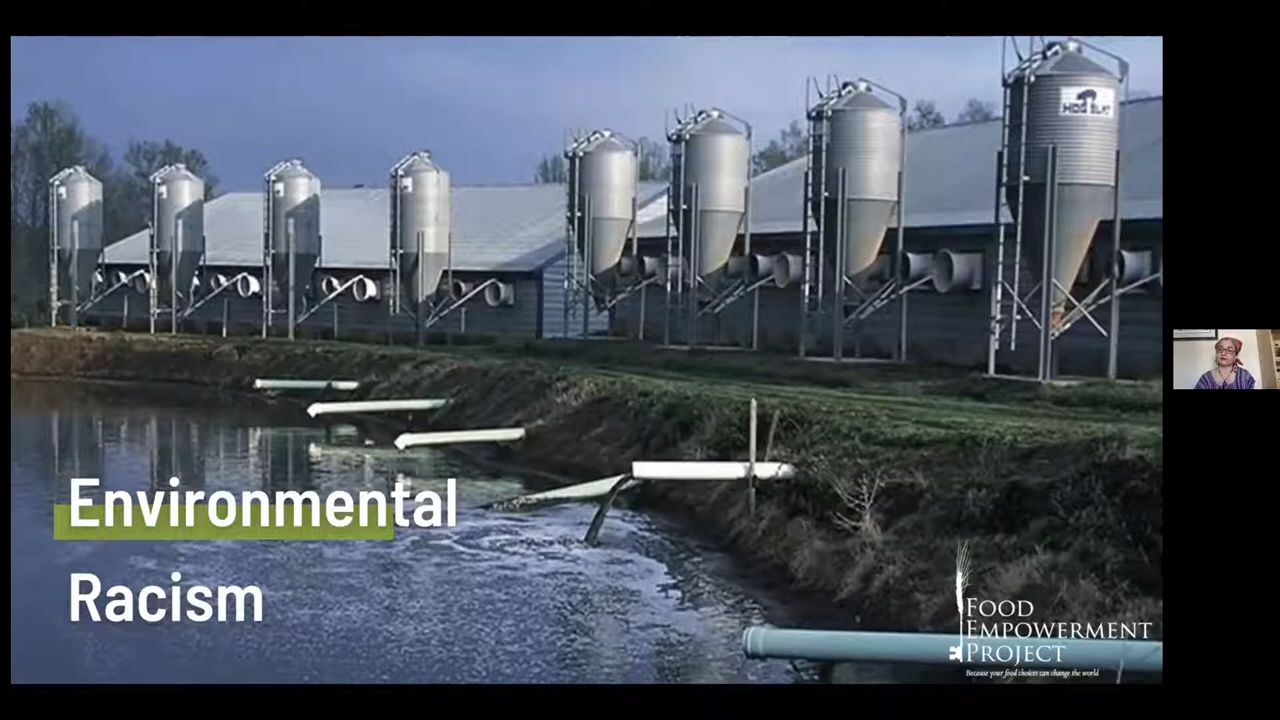 Environmental
Racism
FOOD
EMPOWERMENT
PROJECT
Because your food choices can change the world